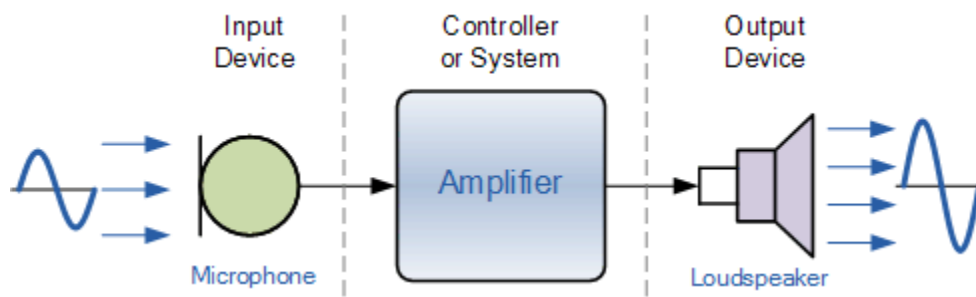 Input
Device
Controller
or System
Output
Device
Amplifier
Microphone
Loudspeaker